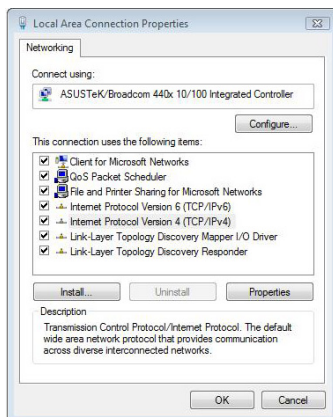 Local Area Connection Properties
Networking
Connect using:
ASUSTeK/Broadcom 440x 10/100 Integrated Controller
Configure...
This connection uses the following items:
Client for Microsoft Networks
QoS Packet Scheduler
File and Printer Sharing for Microsoft Networks
Internet Protocol Version 6 (TCP/IPv6)
Internet Protocol Version 4 (TCP/IPv4)
Link-Layer Topology Discovery Mapper I/O Driver
Link-Layer Topology Discovery Responder
Install... Uninstall Properties
Description
Transmission Control Protocol/Internet Protocol. The default
wide area network protocol that provides communication
across diverse interconnected networks.
OK Cancel